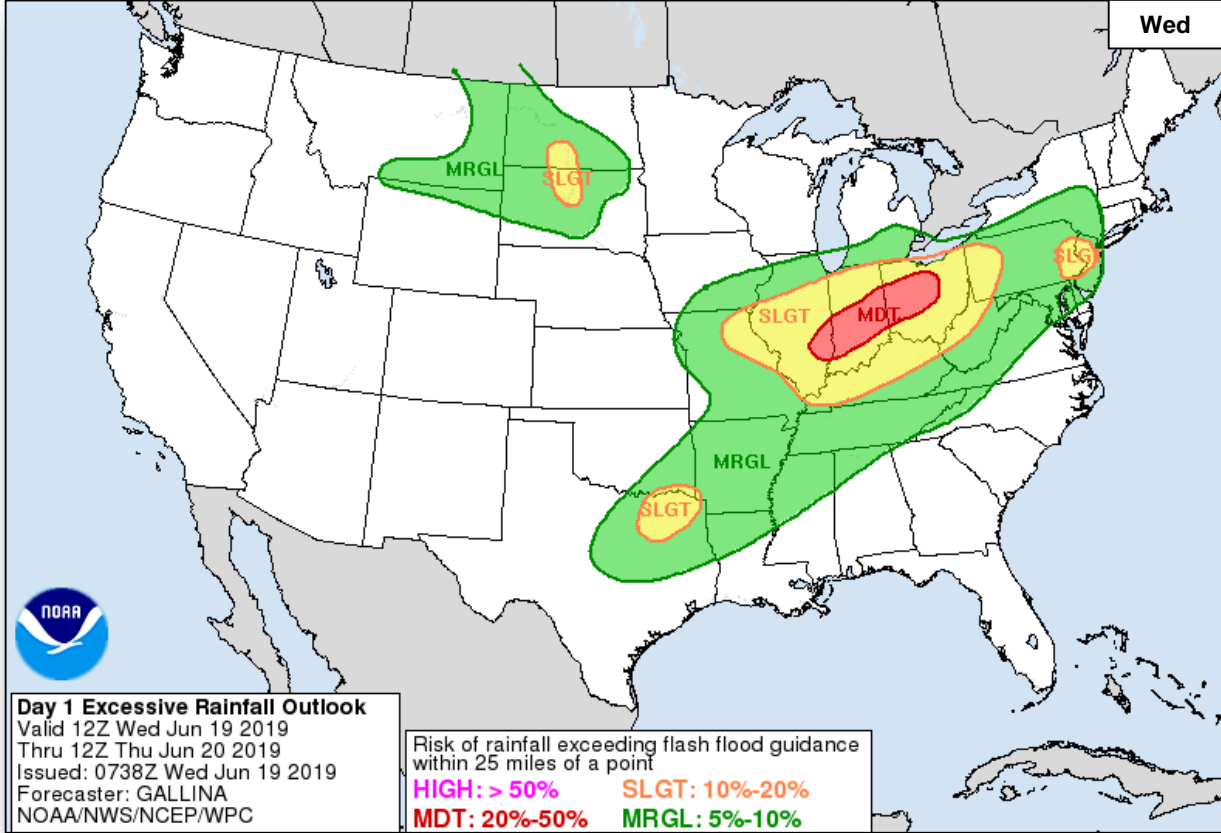 Wed
MRGL
SLGT
SLGT
SLGT
MDT
MRGL
SLGT
NOAA
Day 1 Excessive Rainfall Outlook
Valid 12Z Wed Jun 19 2019
Thru 12Z Thu Jun 20 2019
Issued: 0738Z Wed Jun 19 2019
Forecaster: GALLINA
NOAA/NWS/NCEP/WPC
Risk of rainfall exceeding flash flood guidance
within 25 miles of a point
HIGH: > 50% SLGT: 10%-20%
MDT: 20%-50% MRGL: 5%-10%